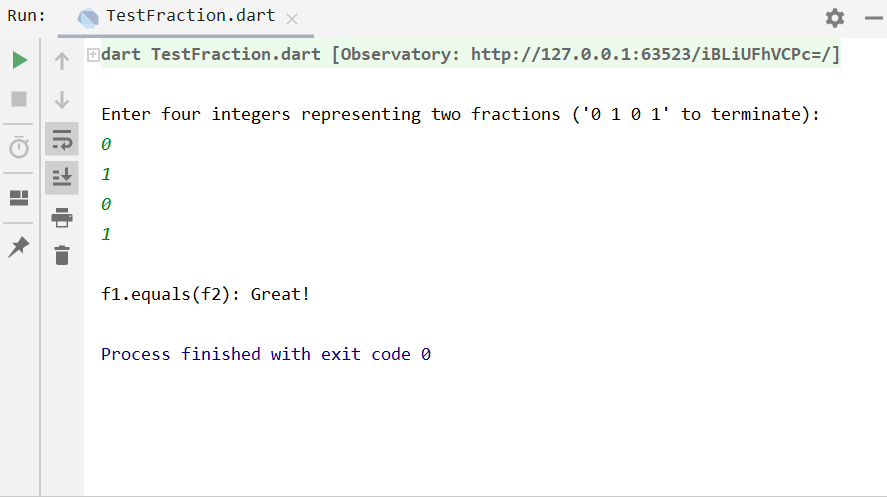 Run:
TestFraction.dart
dart TestFraction.dart [Observatory: http://127.0.0.1:63523/iBLiUFhVCPc=/]
Enter four integers representing two fractions ('0 1 0 1' to terminate):
0
1
0
1
f1.equals(f2): Great!
Process finished with exit code 0